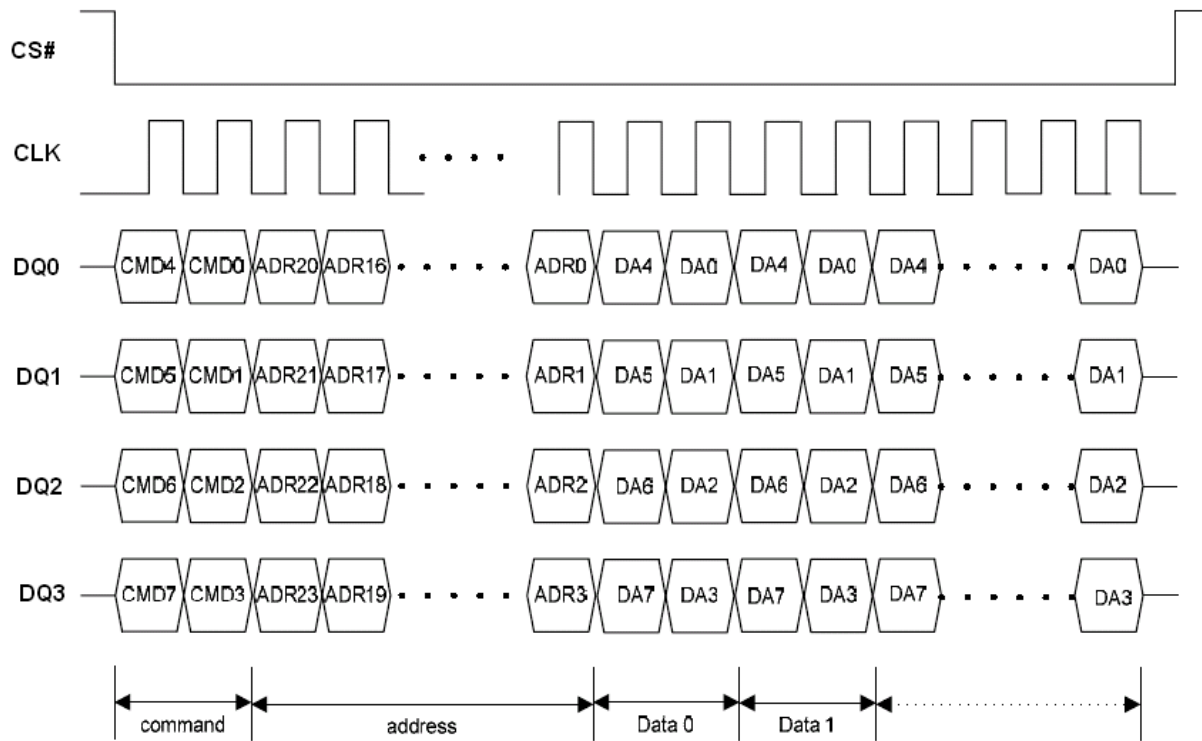 CS#
CLK
DQ0 CMD4 CMD0 ADR20 ADR16 ADR0 DA4 DA0 DA4 DA0 DA4 DA0
DQ1 CMD5 CMD1 ADR21 ADR17 ADR1 DA5 DA1 DA5 DA1 DA5 DA1
DQ2 CMD6 CMD2 ADR22 ADR18 ADR2 DA6 DA2 DA6 DA2 DA6 DA2
DQ3 CMD7 CMD3 ADR23 ADR19 ADR3 DA7 DA3 DA7 DA3 DA7 DA3
command address Data 0 Data 1